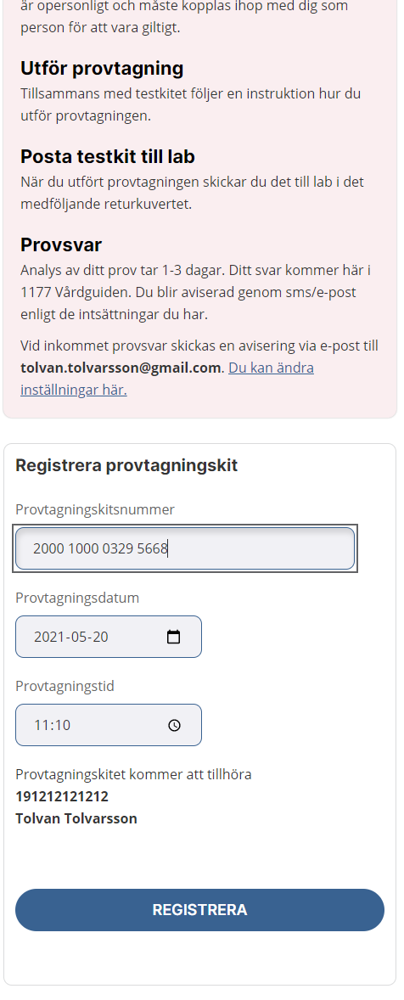 är opersonligt och måste kopplas ihop med dig som
person för att vara giltigt.
Utför provtagning
Tillsammans med testkitet följer en instruktion hur du
utför provtagningen.
Posta testkit till lab
När du utfört provtagningen skickar du det till lab i det
medföljande returkuvertet.
Provsvar
Analys av ditt prov tar 1-3 dagar. Ditt svar kommer här i
1177 Vårdguiden. Du blir aviserad genom sms/e-post
enligt de intsättningar du har.
Vid inkommet provsvar skickas en avisering via e-post till
tolvan.tolvarsson@gmail.com. Du kan ändra
inställningar här.
Registrera provtagningskit
Provtagningskitsnummer
2000 1000 0329 5668
Provtagningsdatum
2021-05-20
Provtagningstid
11:10
Provtagningskitet kommer att tillhöra
191212121212
Tolvan Tolvarsson
REGISTRERA